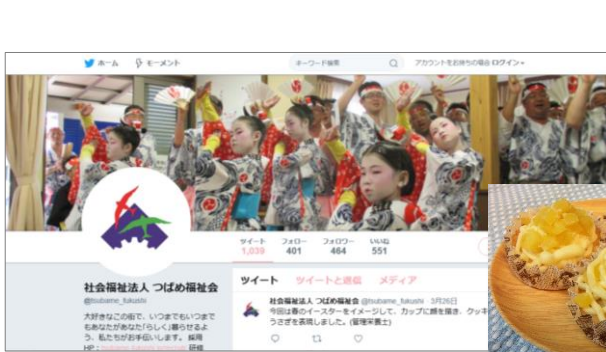 ホーム モーメント キーワード検索 アカウントをお持ちの場合 ログイン
ツイート フォロー フォロワー いいね
1,039 401 464 551
社会福祉法人 つばめ福祉会
@tsubame_fukushi
大好きなこの街で、いつまでもいつまで
もあなたがあなた「らしく」暮らせるよ
う、私たちがお手伝いします。 採用
HP：
研修
ツイート ツイートと返信 メディア
社会福祉法人 つばめ福祉会 @tsubame_fukushi · 3月26日
今回は春のイースターをイメージして、カップに顔を描き、クッキ
うさぎを表現しました。(管理栄養士)